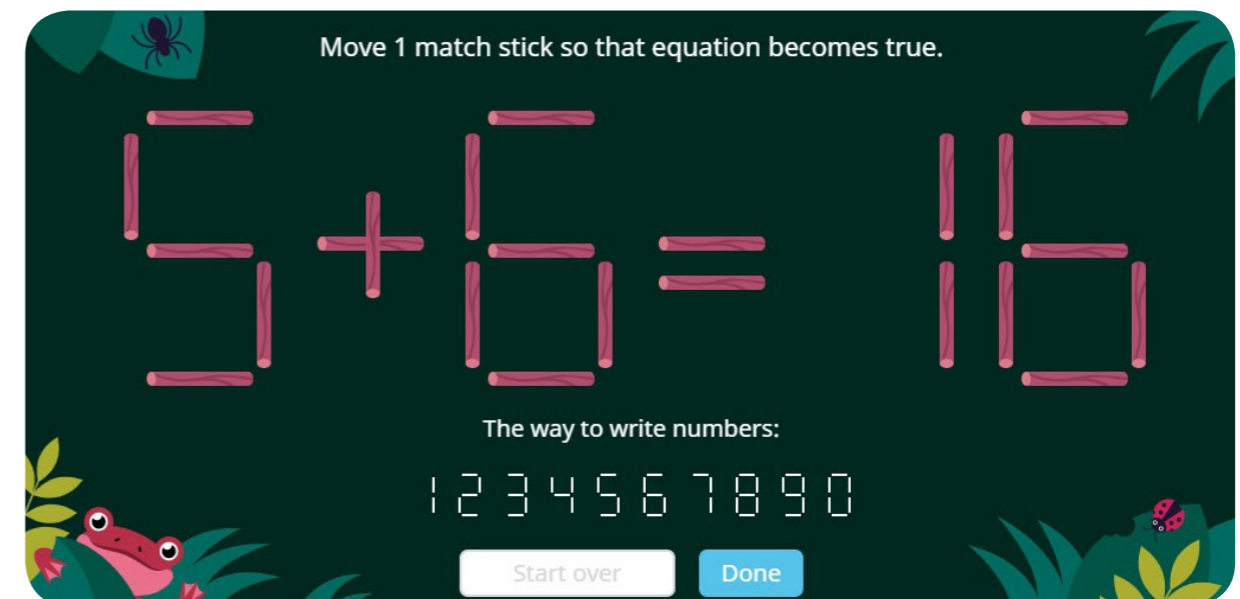 Move 1 match stick so that equation becomes true.
5+6=16
The way to write numbers:
1 2 3 4 5 6 7 8 9 0
Start over
Done